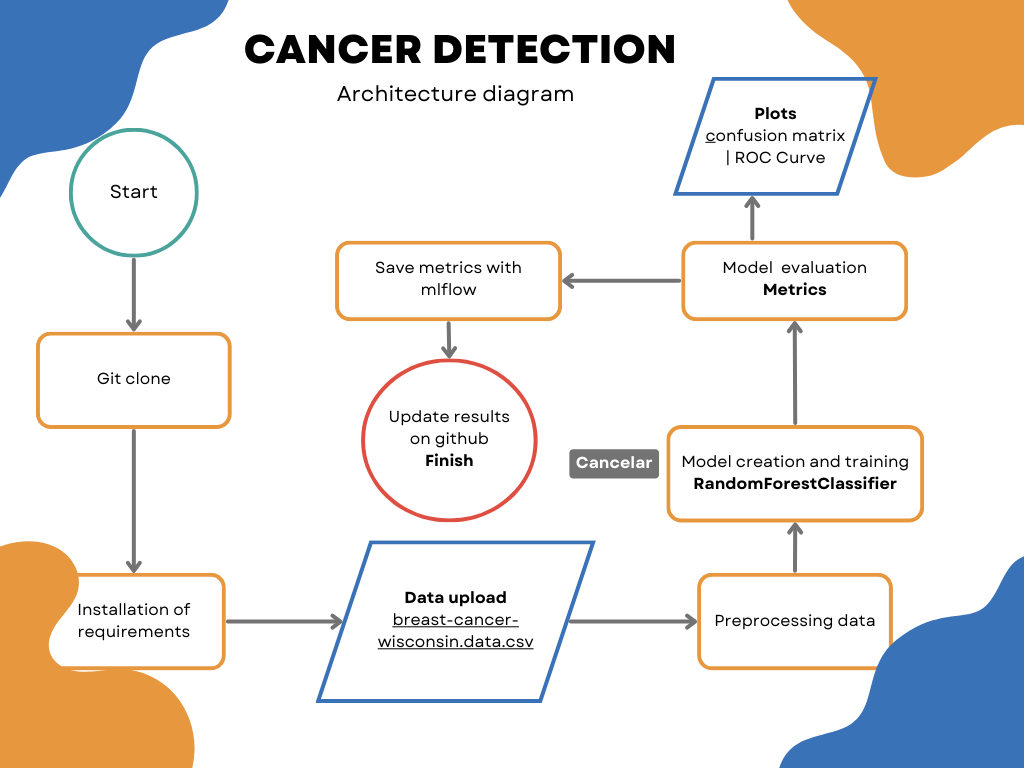 CANCER DETECTION
Architecture diagram
Start
Git clone
Installation of
requirements
Data upload
breast-cancer-
wisconsin.data.csv
Preprocessing data
Model creation and training
RandomForestClassifier
Cancelar
Model  evaluation
Metrics
Plots
confusion matrix
| ROC Curve
Save metrics with
mlflow
Update results
on github
Finish